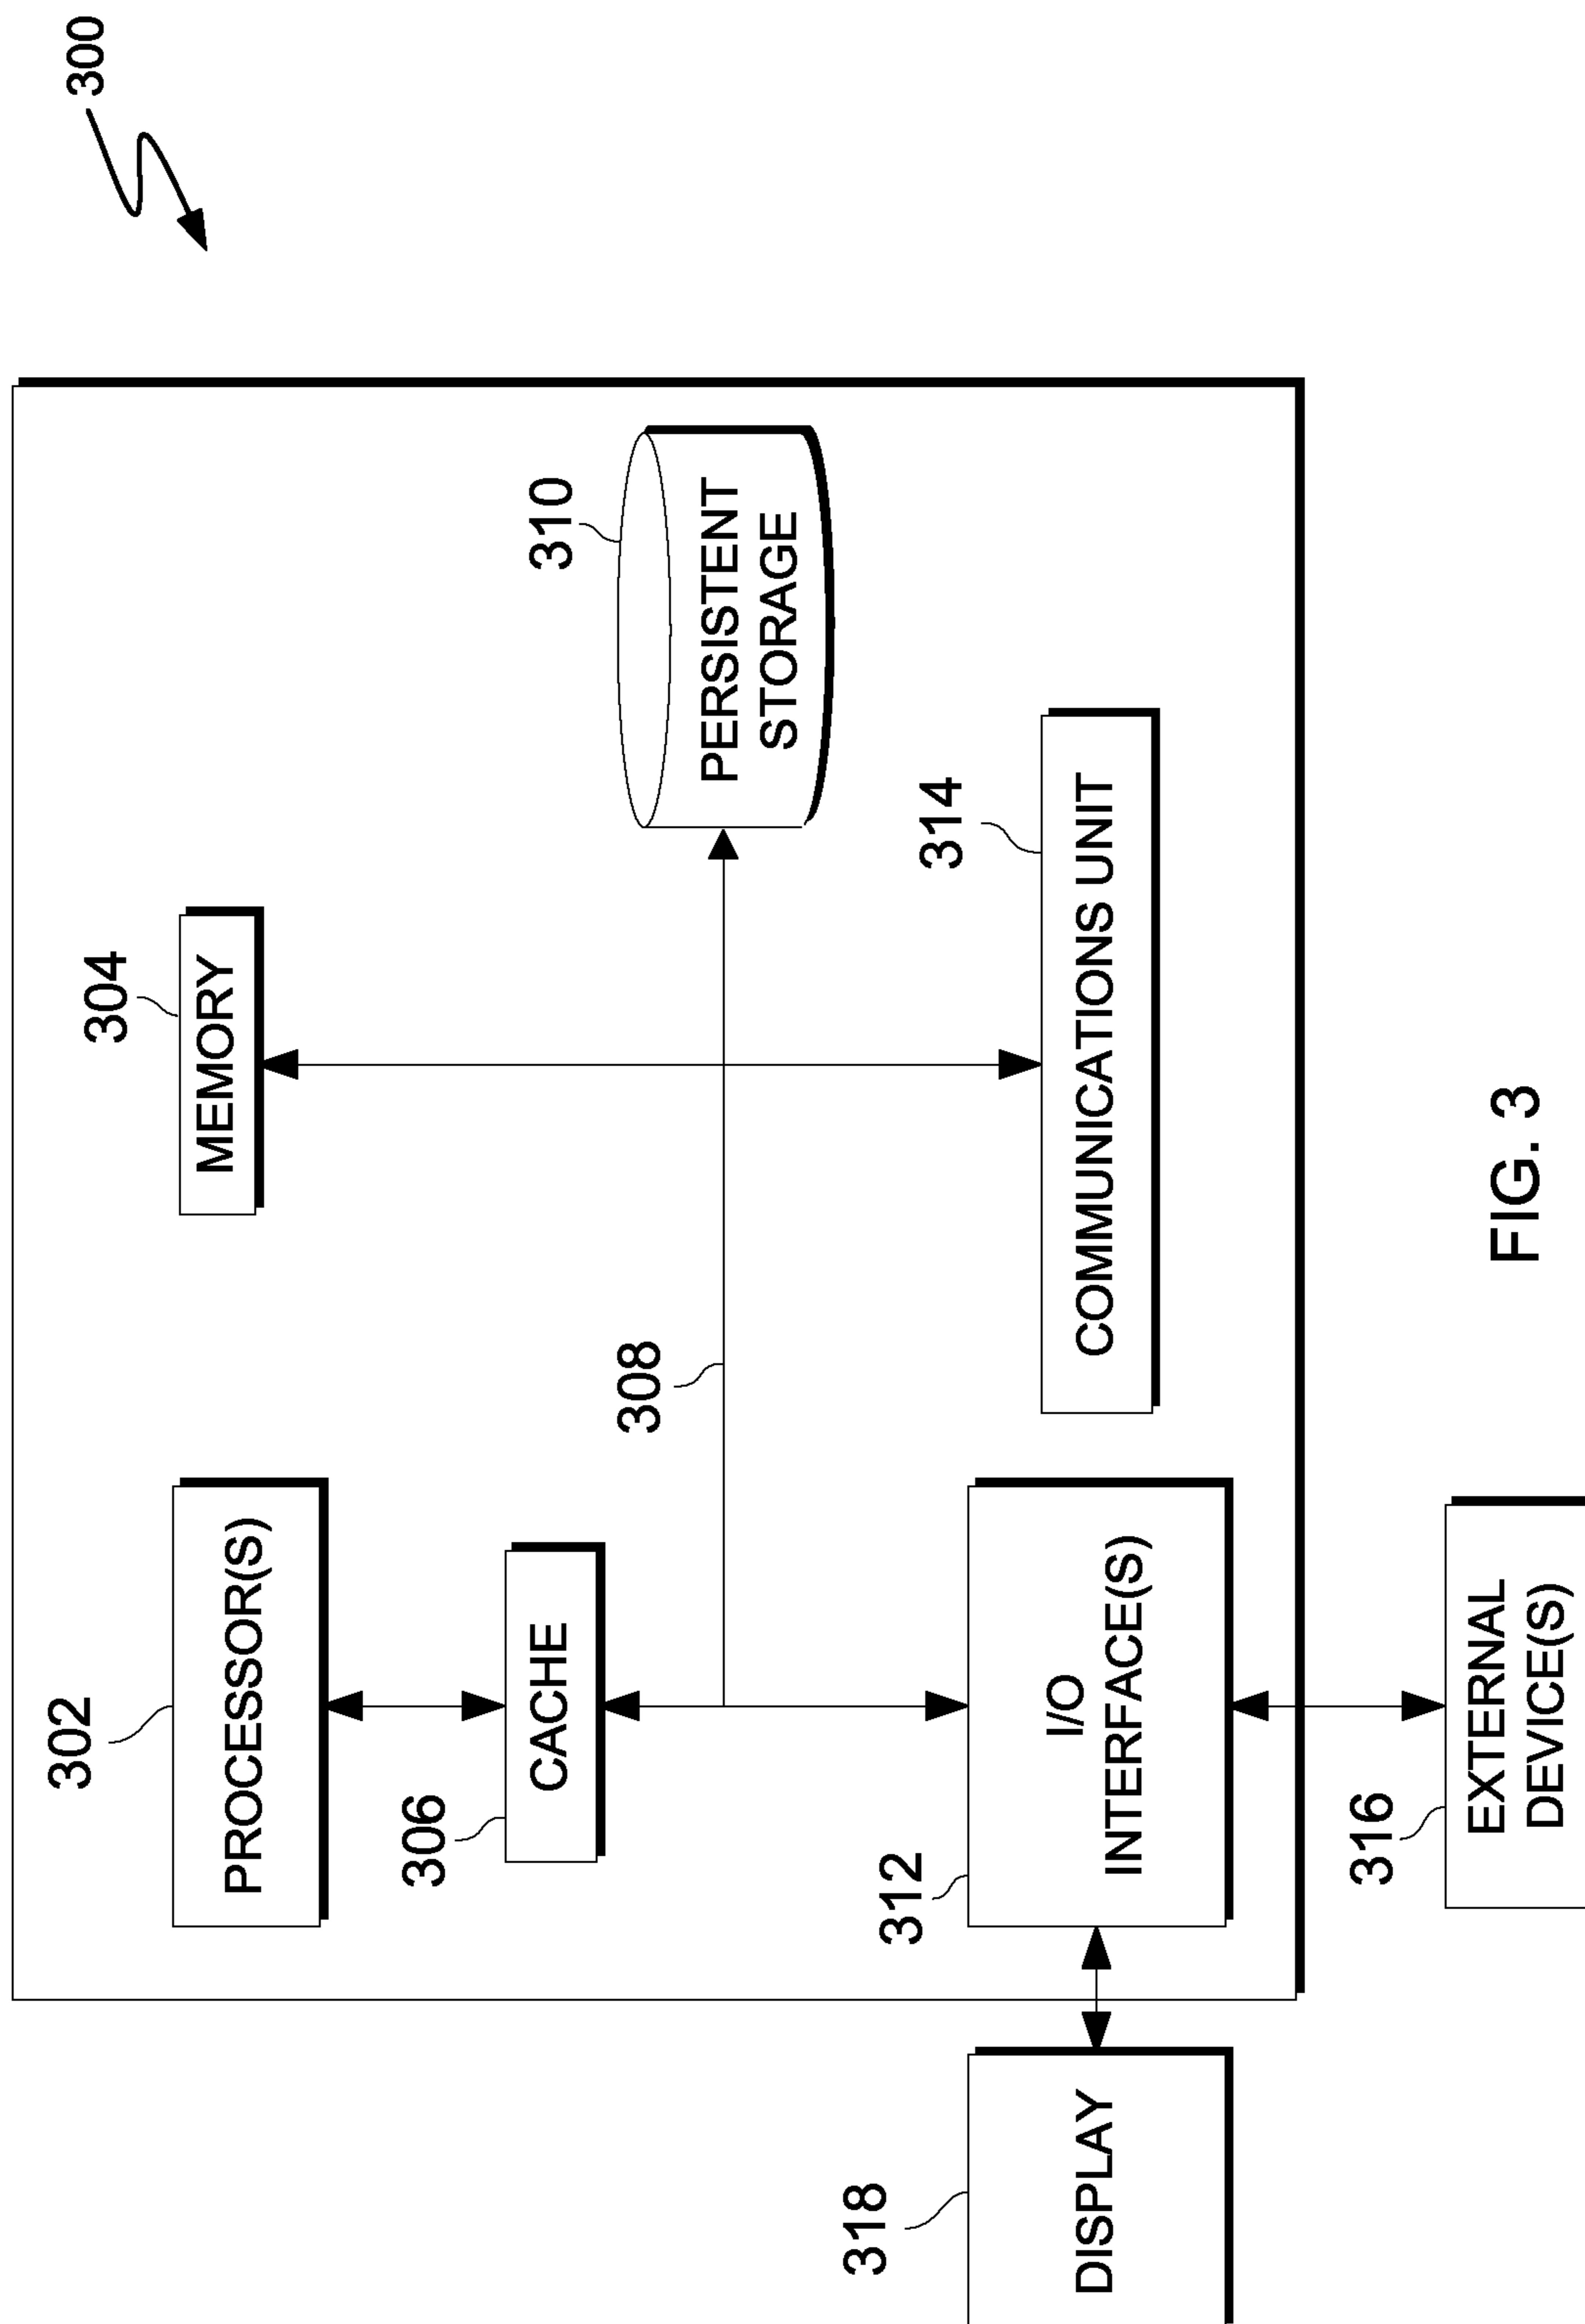 300
302
PROCESSOR(S)
304
MEMORY
306
CACHE
308
310
PERSISTENT
STORAGE
312
I/O
INTERFACE(S)
314
COMMUNICATIONS UNIT
318
DISPLAY
316
EXTERNAL
DEVICE(S)
FIG. 3